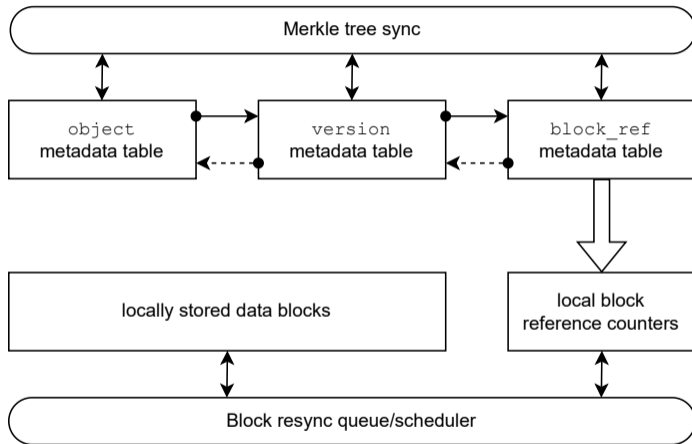 Merkle tree sync
object
metadata table
version
metadata table
block_ref
metadata table
locally stored data blocks
local block
reference counters
Block resync queue/scheduler